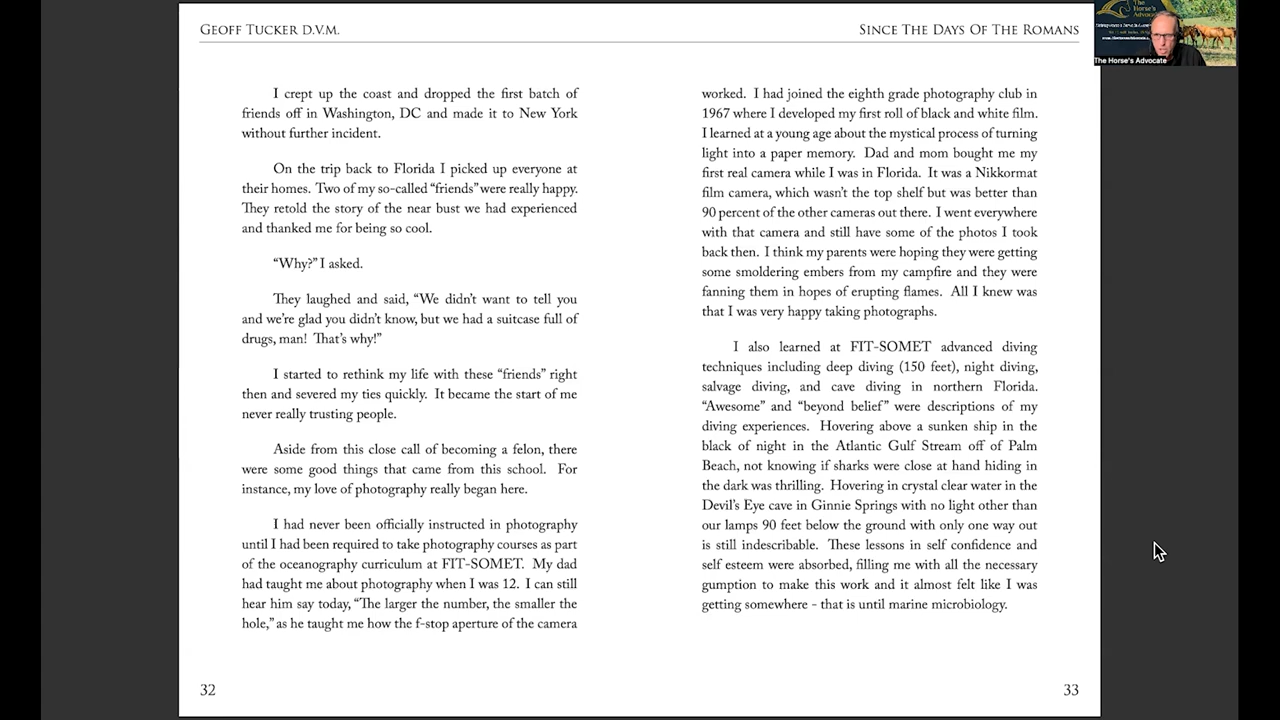 GEOFF TUCKER D.V.M.
I crept up the coast and dropped the first batch of
friends off in Washington, DC and made it to New York
without further incident.
On the trip back to Florida I picked up everyone at
their homes. Two of my so-called “friends” were really happy.
They retold the story of the near bust we had experienced
and thanked me for being so cool.
“Why?” I asked.
They laughed and said, “We didn’t want to tell you
and we’re glad you didn’t know, but we had a suitcase full of
drugs, man! That’s why!”
I started to rethink my life with these “friends” right
then and severed my ties quickly. It became the start of me
never really trusting people.
Aside from this close call of becoming a felon, there
were some good things that came from this school. For
instance, my love of photography really began here.
I had never been officially instructed in photography
until I had been required to take photography courses as part
of the oceanography curriculum at FIT-SOMET. My dad
had taught me about photography when I was 12. I can still
hear him say today, “The larger the number, the smaller the
hole,” as he taught me how the f-stop aperture of the camera
32
SINCE THE DAYS OF THE ROMANS
worked. I had joined the eighth grade photography club in
1967 where I developed my first roll of black and white film.
I learned at a young age about the mystical process of turning
light into a paper memory. Dad and mom bought me my
first real camera while I was in Florida. It was a Nikkormat
film camera, which wasn’t the top shelf but was better than
90 percent of the other cameras out there. I went everywhere
with that camera and still have some of the photos I took
back then. I think my parents were hoping they were getting
some smoldering embers from my campfire and they were
fanning them in hopes of erupting flames. All I knew was
that I was very happy taking photographs.
I also learned at FIT-SOMET advanced diving
techniques including deep diving (150 feet), night diving,
salvage diving, and cave diving in northern Florida.
“Awesome” and “beyond belief” were descriptions of my
diving experiences. Hovering above a sunken ship in the
black of night in the Atlantic Gulf Stream off of Palm
Beach, not knowing if sharks were close at hand hiding in
the dark was thrilling. Hovering in crystal clear water in the
Devil’s Eye cave in Ginnie Springs with no light other than
our lamps 90 feet below the ground with only one way out
is still indescribable. These lessons in self confidence and
self esteem were absorbed, filling me with all the necessary
gumption to make this work and it almost felt like I was
getting somewhere - that is until marine microbiology.
33
The
Horse's
Advocate
The Horse's Advocate